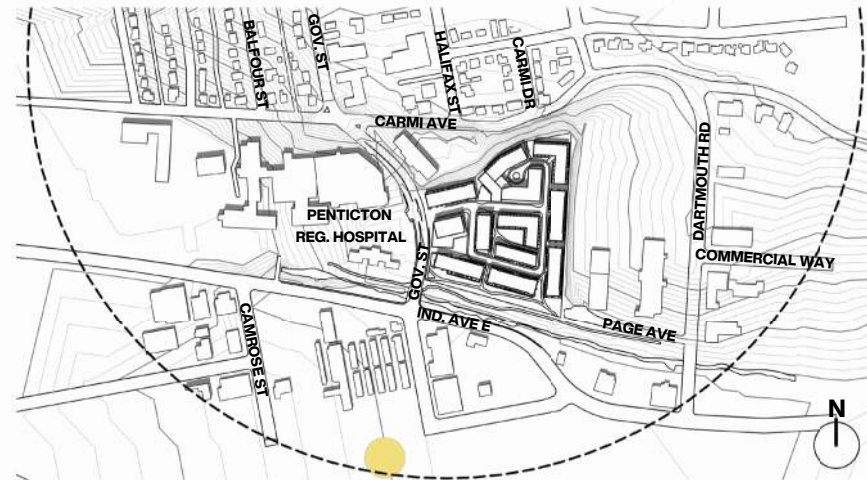 BALFOUR ST
GOV. ST
HALIFAX ST
CARMI DR
CARMI AVE
DARTMOUTH RD
PENTICTON
REG. HOSPITAL
COMMERCIAL WAY
GOV. ST
IND. AVE E
PAGE AVE
CAMROSE ST
N